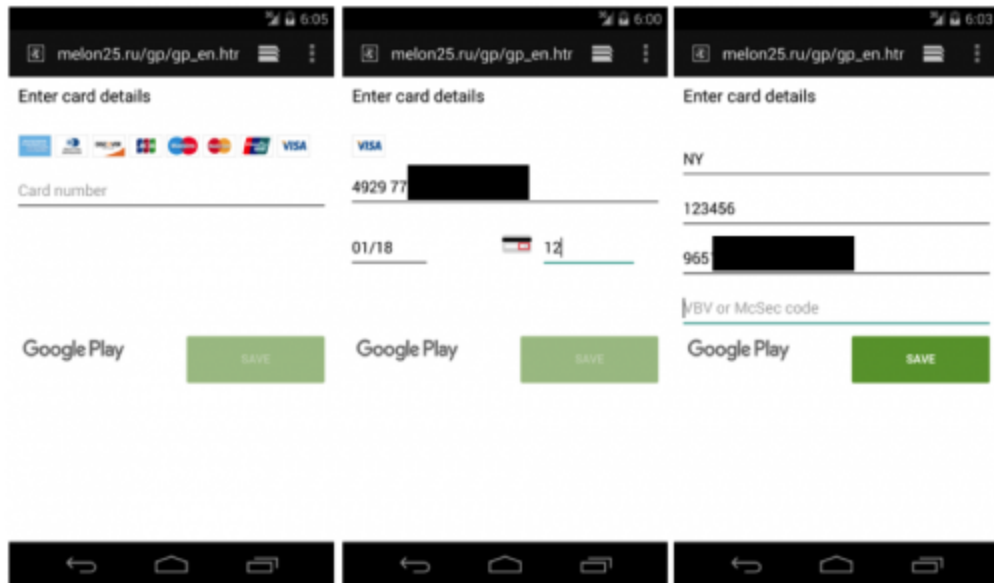 6:05
melon25.ru/gp/gp_en.htr
Enter card details
VISA
Card number
Google Play
SAVE
6:00
melon25.ru/gp/gp_en.htr
Enter card details
VISA
4929 77
01/18
12
Google Play
SAVE
6:03
melon25.ru/gp/gp_en.htr
Enter card details
NY
123456
965
VBV or McSec code
Google Play
SAVE